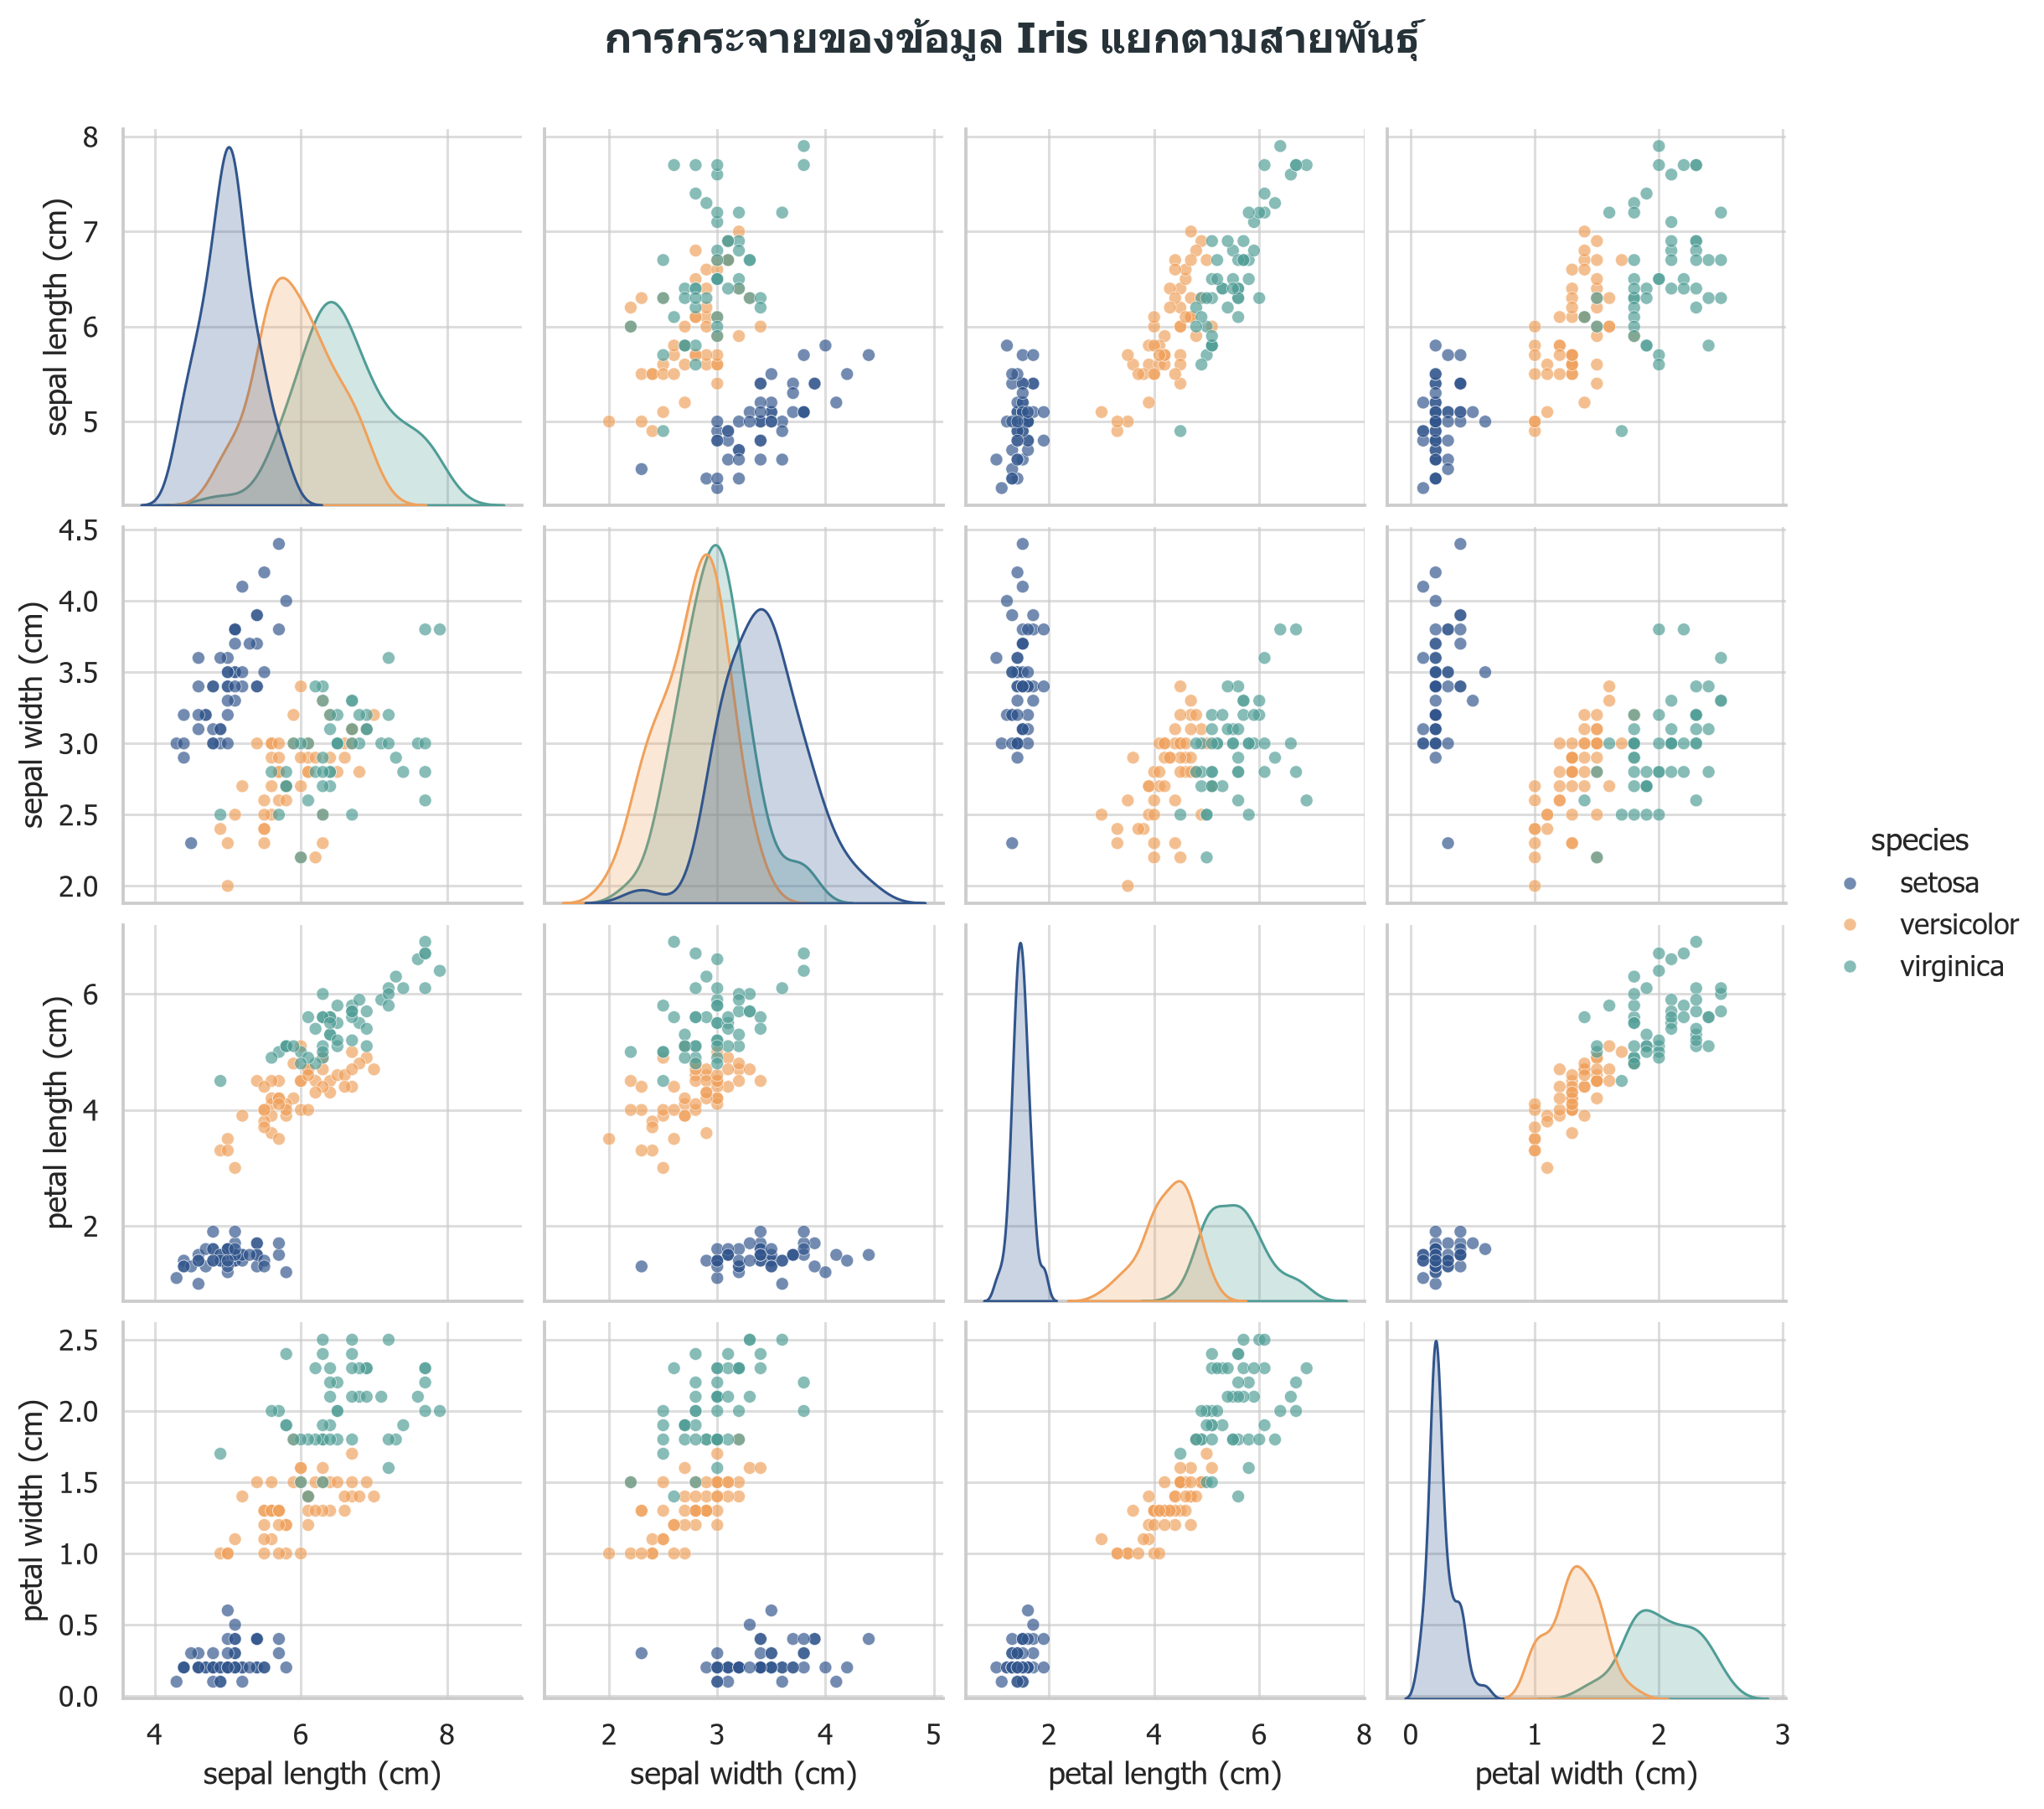 การกระจายของข้อมูล Iris แยกตามสายพันธุ์
8
7
6
5
sepal length (cm)
4.5
4.0
3.5
3.0
2.5
2.0
sepal width (cm)
species
setosa
versicolor
virginica
6
4
2
petal length (cm)
2.5
2.0
1.5
1.0
0.5
0.0
petal width (cm)
4 6 8
2 3 4 5
2 4 6 8
0 1 2 3
sepal length (cm)
sepal width (cm)
petal length (cm)
petal width (cm)